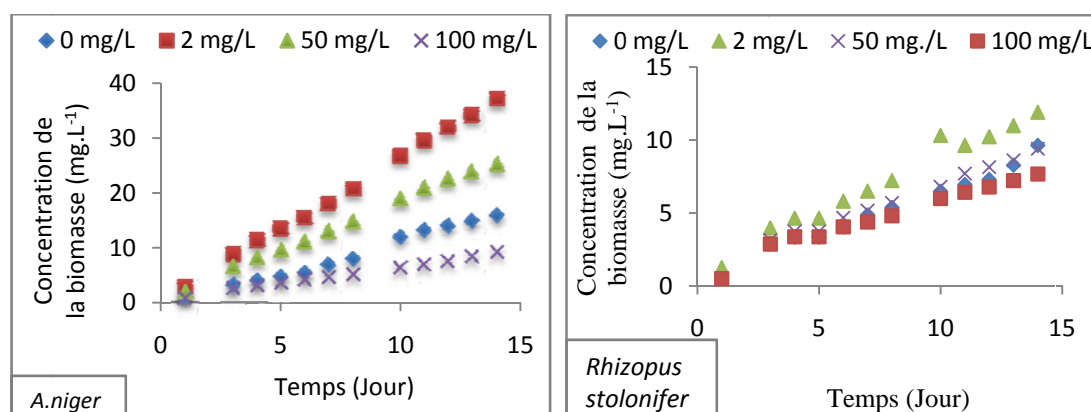 0 mg/L 2 mg/L 50 mg/L 100 mg/L
Concentration de
la biomasse (mg.L-1)
40
30
20
10
0
0 5 10 15
Temps (Jour)
A.niger
0 mg/L 2 mg/L 50 mg./L 100 mg/L
Concentration de la
biomasse (mg.L-1)
15
10
5
0
0 5 10 15
Temps (Jour)
Rhizopus
stolonifer